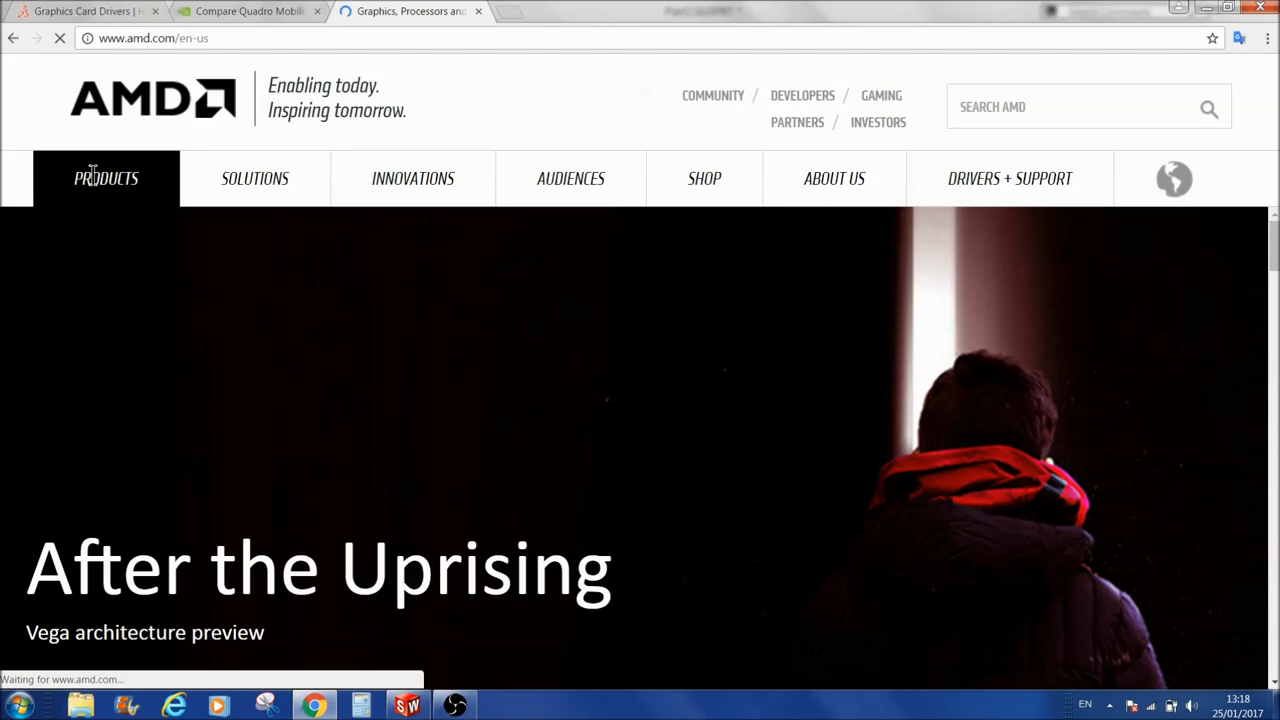 Graphics Card Drivers | H
Compare Quadro Mobile
Graphics, Processors and
www.amd.com/en-us
AMD
Enabling today.
Inspiring tomorrow.
COMMUNITY / DEVELOPERS / GAMING
PARTNERS / INVESTORS
SEARCH AMD
PRODUCTS
SOLUTIONS
INNOVATIONS
AUDIENCES
SHOP
ABOUT US
DRIVERS + SUPPORT
After the Uprising
Vega architecture preview
Waiting for www.amd.com...
EN
13:18
25/01/2017